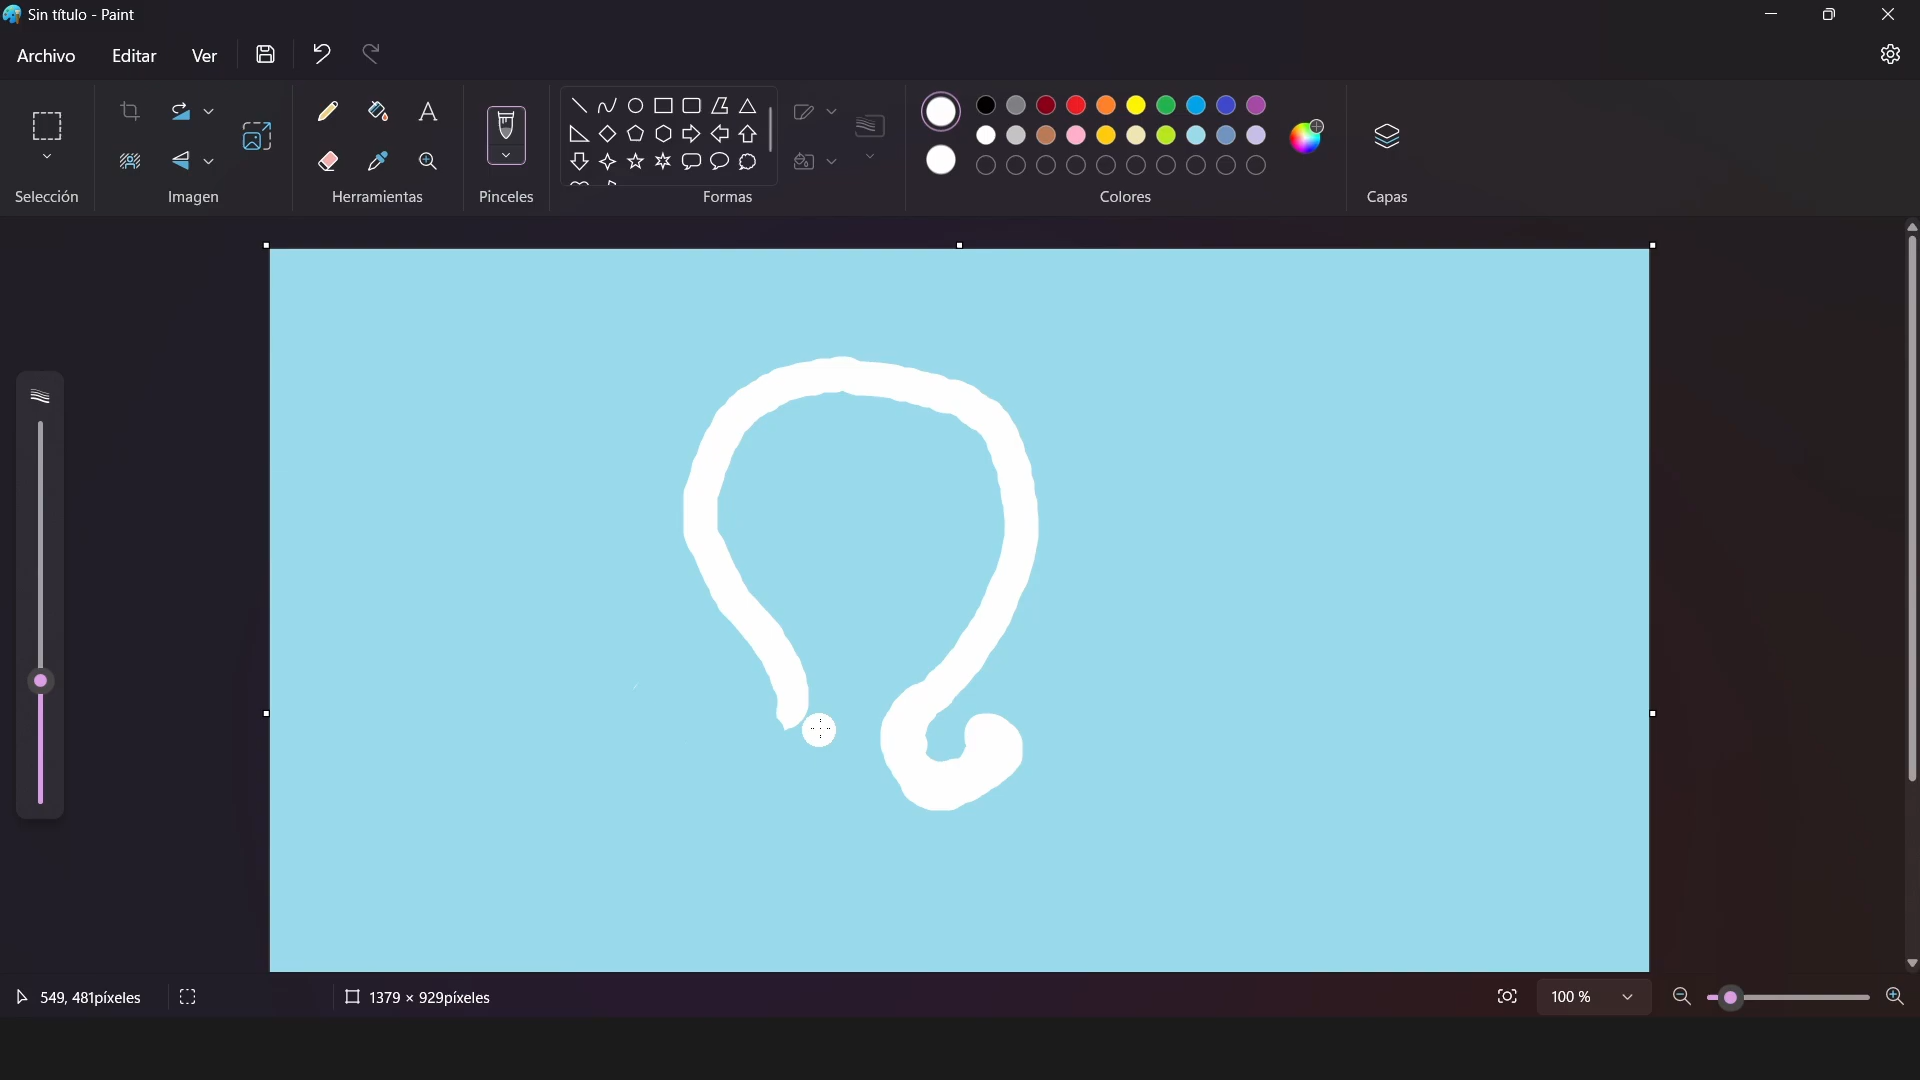 Sin título - Paint
Archivo Editar Ver
Selección Imagen Herramientas Pinceles Formas Colores Capas
549, 481píxeles 1379 × 929píxeles 100 %